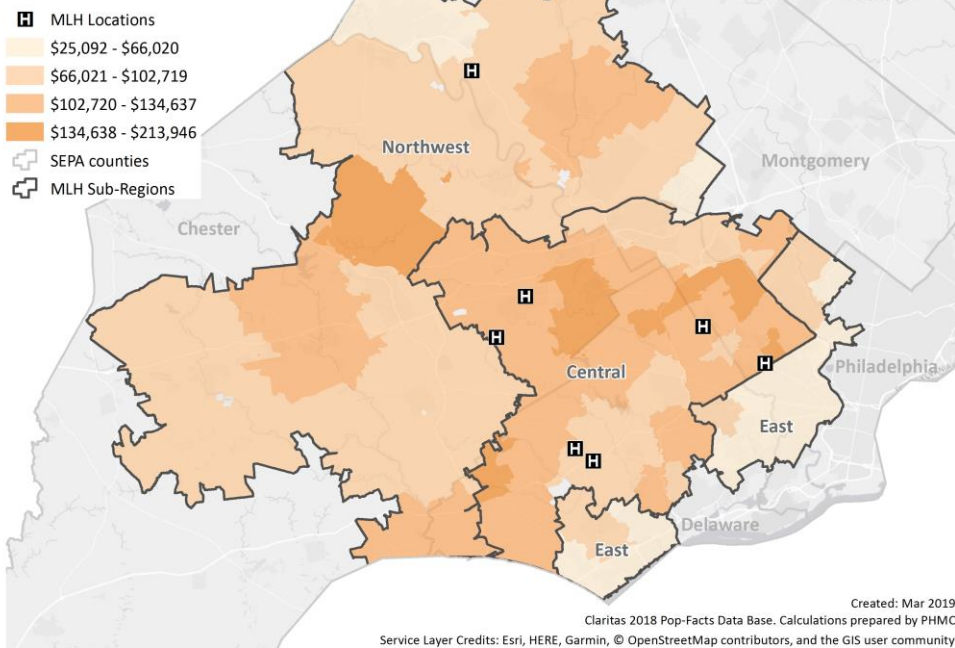 H MLH Locations
$25,092 - $66,020
$66,021 - $102,719
$102,720 - $134,637
$134,638 - $213,946
SEPA counties
MLH Sub-Regions
H
Northwest
Montgomery
Chester
H
H
H
H
Philadelphia
Central
East
H
H
Delaware
East
Created: Mar 2019
Claritas 2018 Pop-Facts Data Base. Calculations prepared by PHMC
Service Layer Credits: Esri, HERE, Garmin, © OpenStreetMap contributors, and the GIS user community